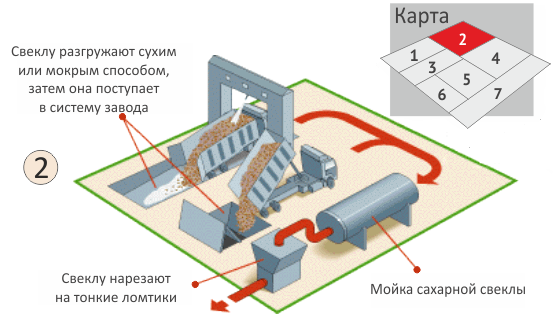 Карта
1
2
3
4
5
6
7
Свеклу разгружают сухим
или мокрым способом,
затем она поступает
в систему завода
2
Свеклу нарезают
на тонкие ломтики
Мойка сахарной свеклы